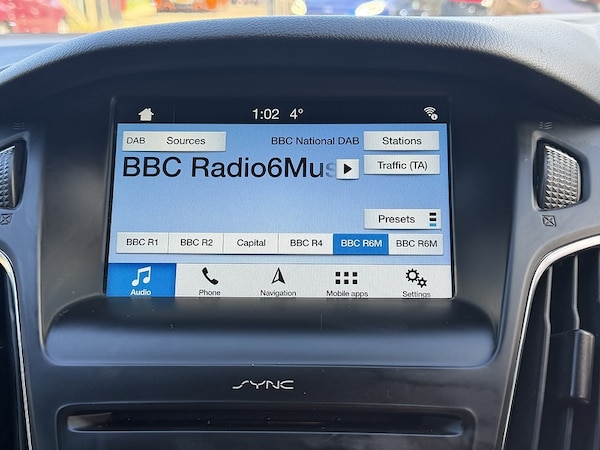 1:02 4°
DAB Sources BBC National DAB Stations
BBC Radio6Mus Traffic (TA)
Presets
BBC R1 BBC R2 Capital BBC R4 BBC R6M BBC R6M
Audio Phone Navigation Mobile apps Settings
SYNC